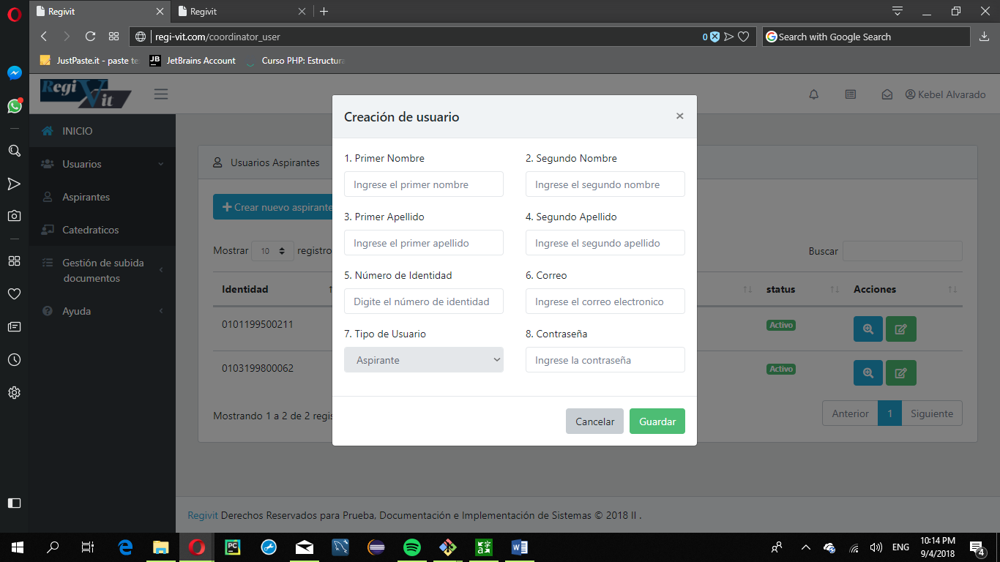 Regivit
Regivit
regi-vit.com/coordinator_user
0
Search with Google Search
JustPaste.it - paste te
JB
JetBrains Account
Curso PHP: Estructura
Regi Vit
Kebel Alvarado
INICIO
Usuarios
Aspirantes
Catedraticos
Gestión de subida
documentos
Ayuda
Usuarios Aspirantes
Crear nuevo aspirante
Mostrar 10 registro
Buscar
Identidad
status
Acciones
0101199500211
Activo
0103199800062
Activo
Mostrando 1 a 2 de 2 regis
Anterior 1 Siguiente
Creación de usuario
×
1. Primer Nombre
2. Segundo Nombre
Ingrese el primer nombre
Ingrese el segundo nombre
3. Primer Apellido
4. Segundo Apellido
Ingrese el primer apellido
Ingrese el segundo apellido
5. Número de Identidad
6. Correo
Digite el número de identidad
Ingrese el correo electronico
7. Tipo de Usuario
8. Contraseña
Aspirante
Ingrese la contraseña
Cancelar
Guardar
Regivit Derechos Reservados para Prueba, Documentación e Implementación de Sistemas © 2018 II .
PC
ENG
10:14 PM
9/4/2018
4